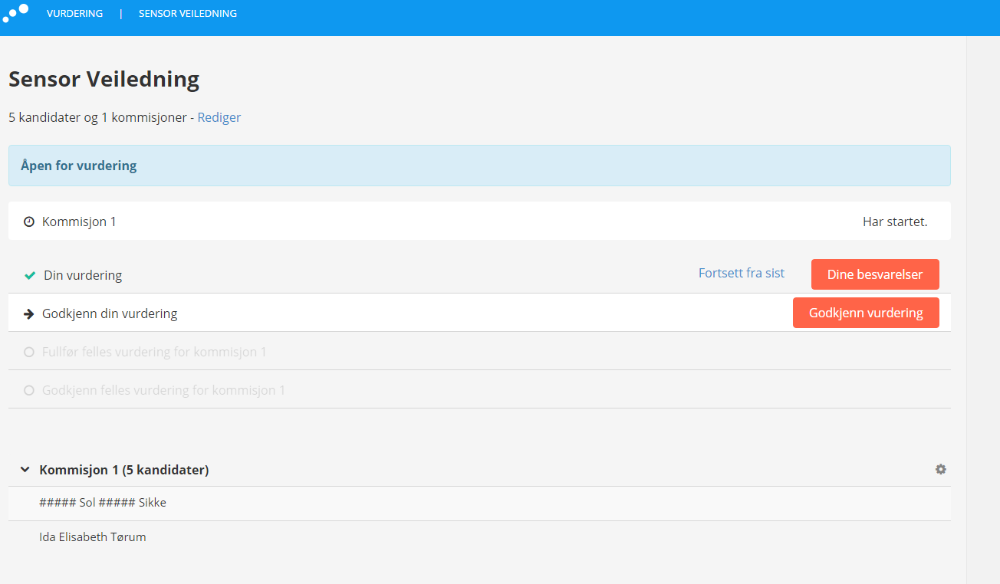 VURDERING | SENSOR VEILEDNING
Sensor Veiledning
5 kandidater og 1 kommisjoner - Rediger
Åpen for vurdering
Kommisjon 1 Har startet.
Din vurdering Fortsett fra sist Dine besvarelser
Godkjenn din vurdering Godkjenn vurdering
Fullfør felles vurdering for kommisjon 1
Godkjenn felles vurdering for kommisjon 1
Kommisjon 1 (5 kandidater)
##### Sol ##### Sikke
Ida Elisabeth Tørum